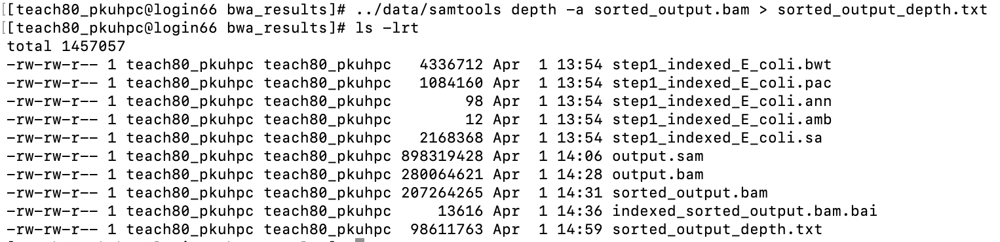 [[teach80_pkuhpc@login66 bwa_results]# ../data/samtools depth -a sorted_output.bam > sorted_output_depth.txt
[[teach80_pkuhpc@login66 bwa_results]# ls -lrt
total 1457057
-rw-rw-r-- 1 teach80_pkuhpc teach80_pkuhpc   4336712 Apr  1 13:54 step1_indexed_E_coli.bwt
-rw-rw-r-- 1 teach80_pkuhpc teach80_pkuhpc   1084160 Apr  1 13:54 step1_indexed_E_coli.pac
-rw-rw-r-- 1 teach80_pkuhpc teach80_pkuhpc        98 Apr  1 13:54 step1_indexed_E_coli.ann
-rw-rw-r-- 1 teach80_pkuhpc teach80_pkuhpc        12 Apr  1 13:54 step1_indexed_E_coli.amb
-rw-rw-r-- 1 teach80_pkuhpc teach80_pkuhpc   2168368 Apr  1 13:54 step1_indexed_E_coli.sa
-rw-rw-r-- 1 teach80_pkuhpc teach80_pkuhpc 898319428 Apr  1 14:06 output.sam
-rw-rw-r-- 1 teach80_pkuhpc teach80_pkuhpc 280064621 Apr  1 14:28 output.bam
-rw-rw-r-- 1 teach80_pkuhpc teach80_pkuhpc 207264265 Apr  1 14:31 sorted_output.bam
-rw-rw-r-- 1 teach80_pkuhpc teach80_pkuhpc     13616 Apr  1 14:36 indexed_sorted_output.bam.bai
-rw-rw-r-- 1 teach80_pkuhpc teach80_pkuhpc  98611763 Apr  1 14:59 sorted_output_depth.txt